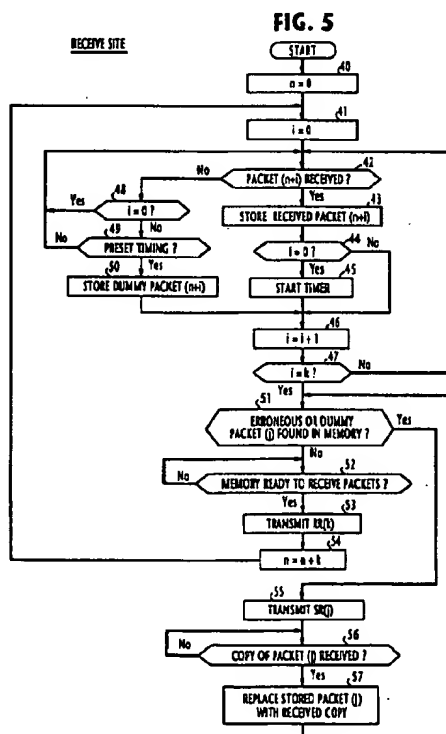 FIG. 5
RECEIVE SITE
START
40
n = 0
41
i = 0
42
PACKET (n+i) RECEIVED ?
No
Yes
43
STORE RECEIVED PACKET (n+i)
48
i = 0 ?
Yes
No
44
i = 0 ?
No
Yes
49
PRESET TIMING ?
No
Yes
45
START TIMER
50
STORE DUMMY PACKET (n+i)
46
i = i + 1
47
i = k ?
No
Yes
51
ERRONEOUS OR DUMMY
PACKET (j) FOUND IN MEMORY ?
Yes
No
52
MEMORY READY TO RECEIVE PACKETS ?
No
Yes
53
TRANSMIT RR(k)
54
n = n + k
55
TRANSMIT SR(j)
56
COPY OF PACKET (j) RECEIVED ?
No
Yes
57
REPLACE STORED PACKET (j)
WITH RECEIVED COPY